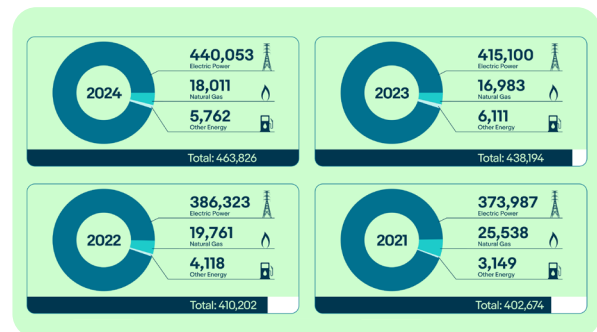 2024
440,053
Electric Power
18,011
Natural Gas
5,762
Other Energy
Total: 463,826
2023
415,100
Electric Power
16,983
Natural Gas
6,111
Other Energy
Total: 438,194
2022
386,323
Electric Power
19,761
Natural Gas
4,118
Other Energy
Total: 410,202
2021
373,987
Electric Power
25,538
Natural Gas
3,149
Other Energy
Total: 402,674